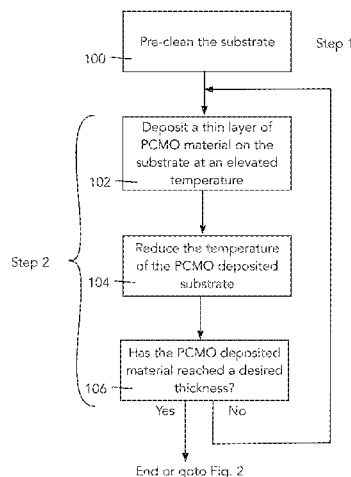 Pre-clean the substrate
Step 1
100
Deposit a thin layer of
PCMO material on the
substrate at an elevated
temperature
102
Step 2
Reduce the temperature
of the PCMO deposited
substrate
104
Has the PCMO deposited
material reached a desired
thickness?
106
Yes
No
End or goto Fig. 2